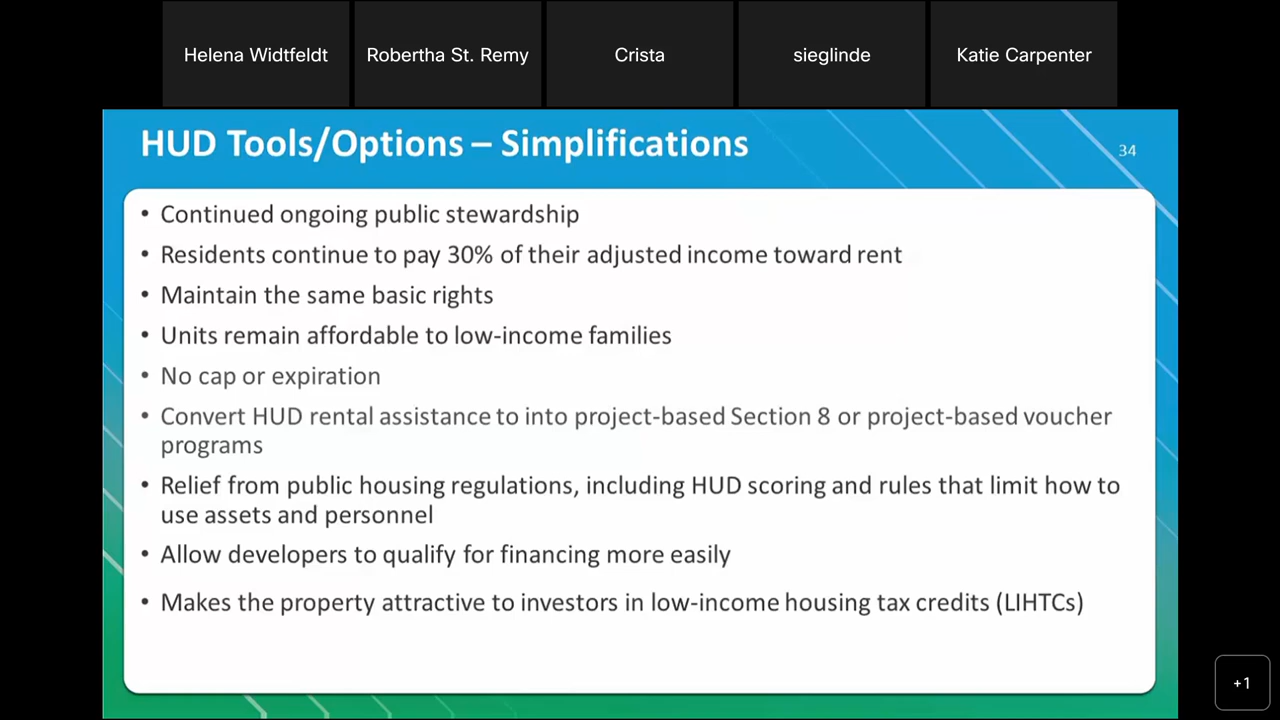 Helena Widtfeldt
Robertha St. Remy
Crista
sieglinde
Katie Carpenter
HUD Tools/Options – Simplifications
34
• Continued ongoing public stewardship
• Residents continue to pay 30% of their adjusted income toward rent
• Maintain the same basic rights
• Units remain affordable to low-income families
• No cap or expiration
• Convert HUD rental assistance to into project-based Section 8 or project-based voucher
programs
• Relief from public housing regulations, including HUD scoring and rules that limit how to
use assets and personnel
• Allow developers to qualify for financing more easily
• Makes the property attractive to investors in low-income housing tax credits (LIHTCs)
+1